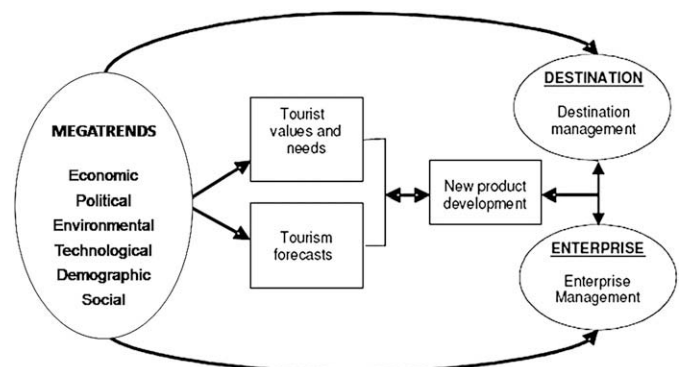 MEGATRENDS
Economic
Political
Environmental
Technological
Demographic
Social
Tourist
values and
needs
Tourism
forecasts
New product
development
DESTINATION
Destination
management
ENTERPRISE
Enterprise
Management